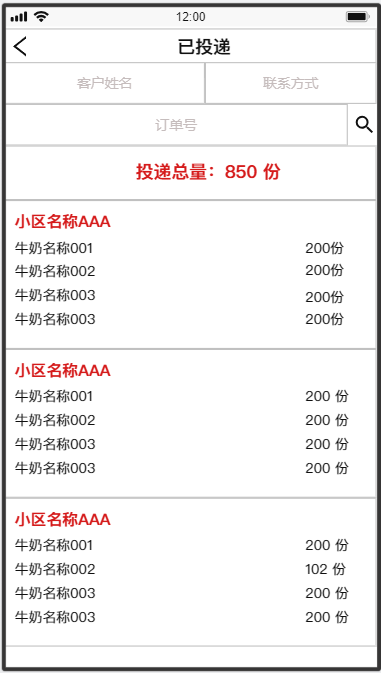 12:00
已投递
客户姓名 联系方式
订单号
投递总量：850 份
小区名称AAA
牛奶名称001 200份
牛奶名称002 200份
牛奶名称003 200份
牛奶名称003 200份
小区名称AAA
牛奶名称001 200 份
牛奶名称002 200 份
牛奶名称003 200 份
牛奶名称003 200 份
小区名称AAA
牛奶名称001 200 份
牛奶名称002 102 份
牛奶名称003 200 份
牛奶名称003 200 份